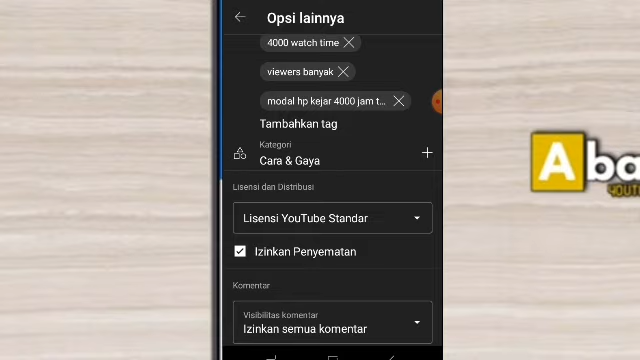 Opsi lainnya
4000 watch time
viewers banyak
modal hp kejar 4000 jam t...
Tambahkan tag
Kategori
Cara & Gaya
Lisensi dan Distribusi
Lisensi YouTube Standar
Izinkan Penyematan
Komentar
Visibilitas komentar
Izinkan semua komentar
Aba